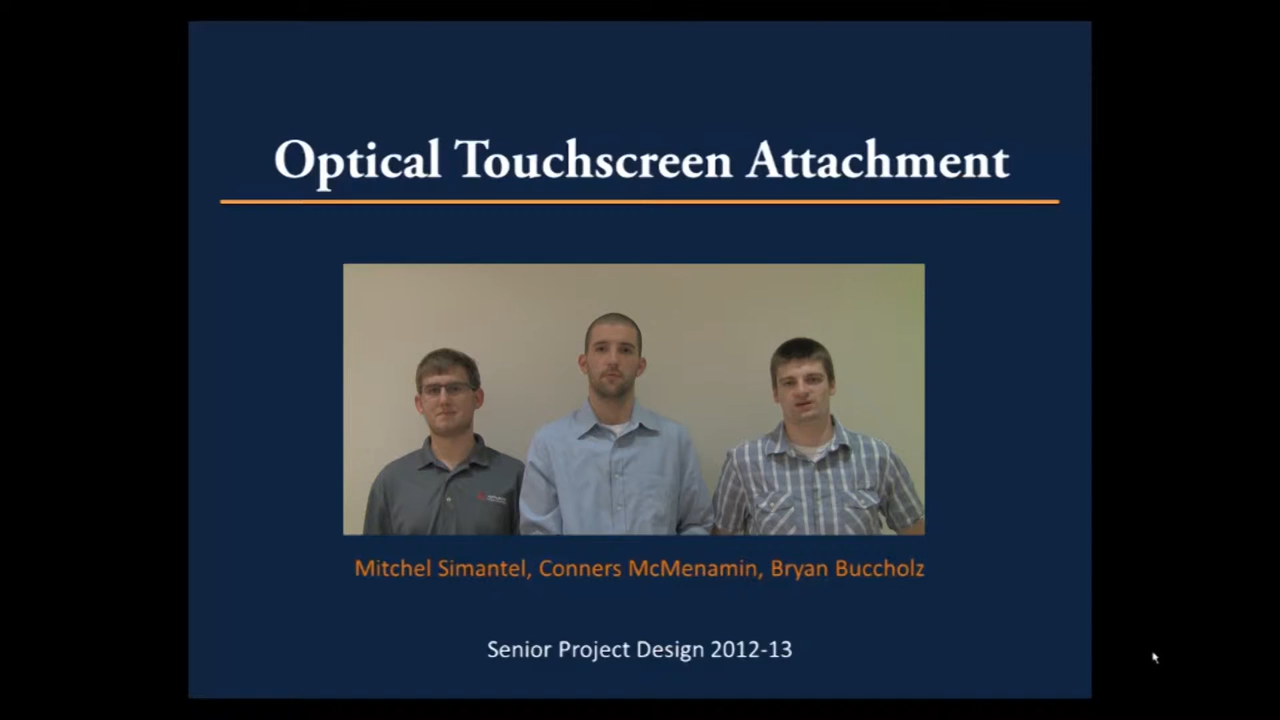 Optical Touchscreen Attachment
Mitchel Simantel, Conners McMenamin, Bryan Buccholz
Senior Project Design 2012-13